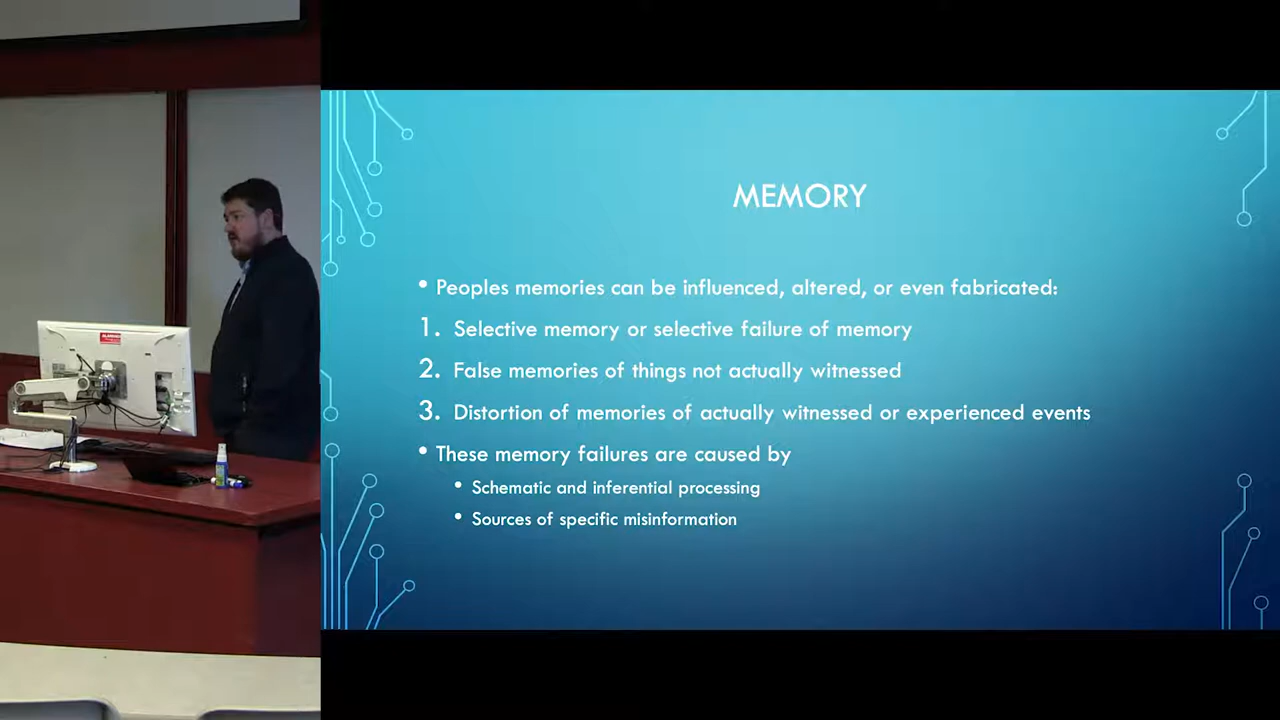 MEMORY
• Peoples memories can be influenced, altered, or even fabricated:
1. Selective memory or selective failure of memory
2. False memories of things not actually witnessed
3. Distortion of memories of actually witnessed or experienced events
• These memory failures are caused by
• Schematic and inferential processing
• Sources of specific misinformation